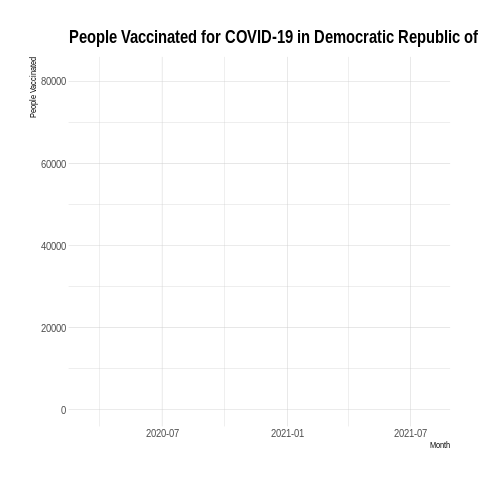 People Vaccinated for COVID-19 in Democratic Republic of
People Vaccinated
80000
60000
40000
20000
0
2020-07 2021-01 2021-07
Month